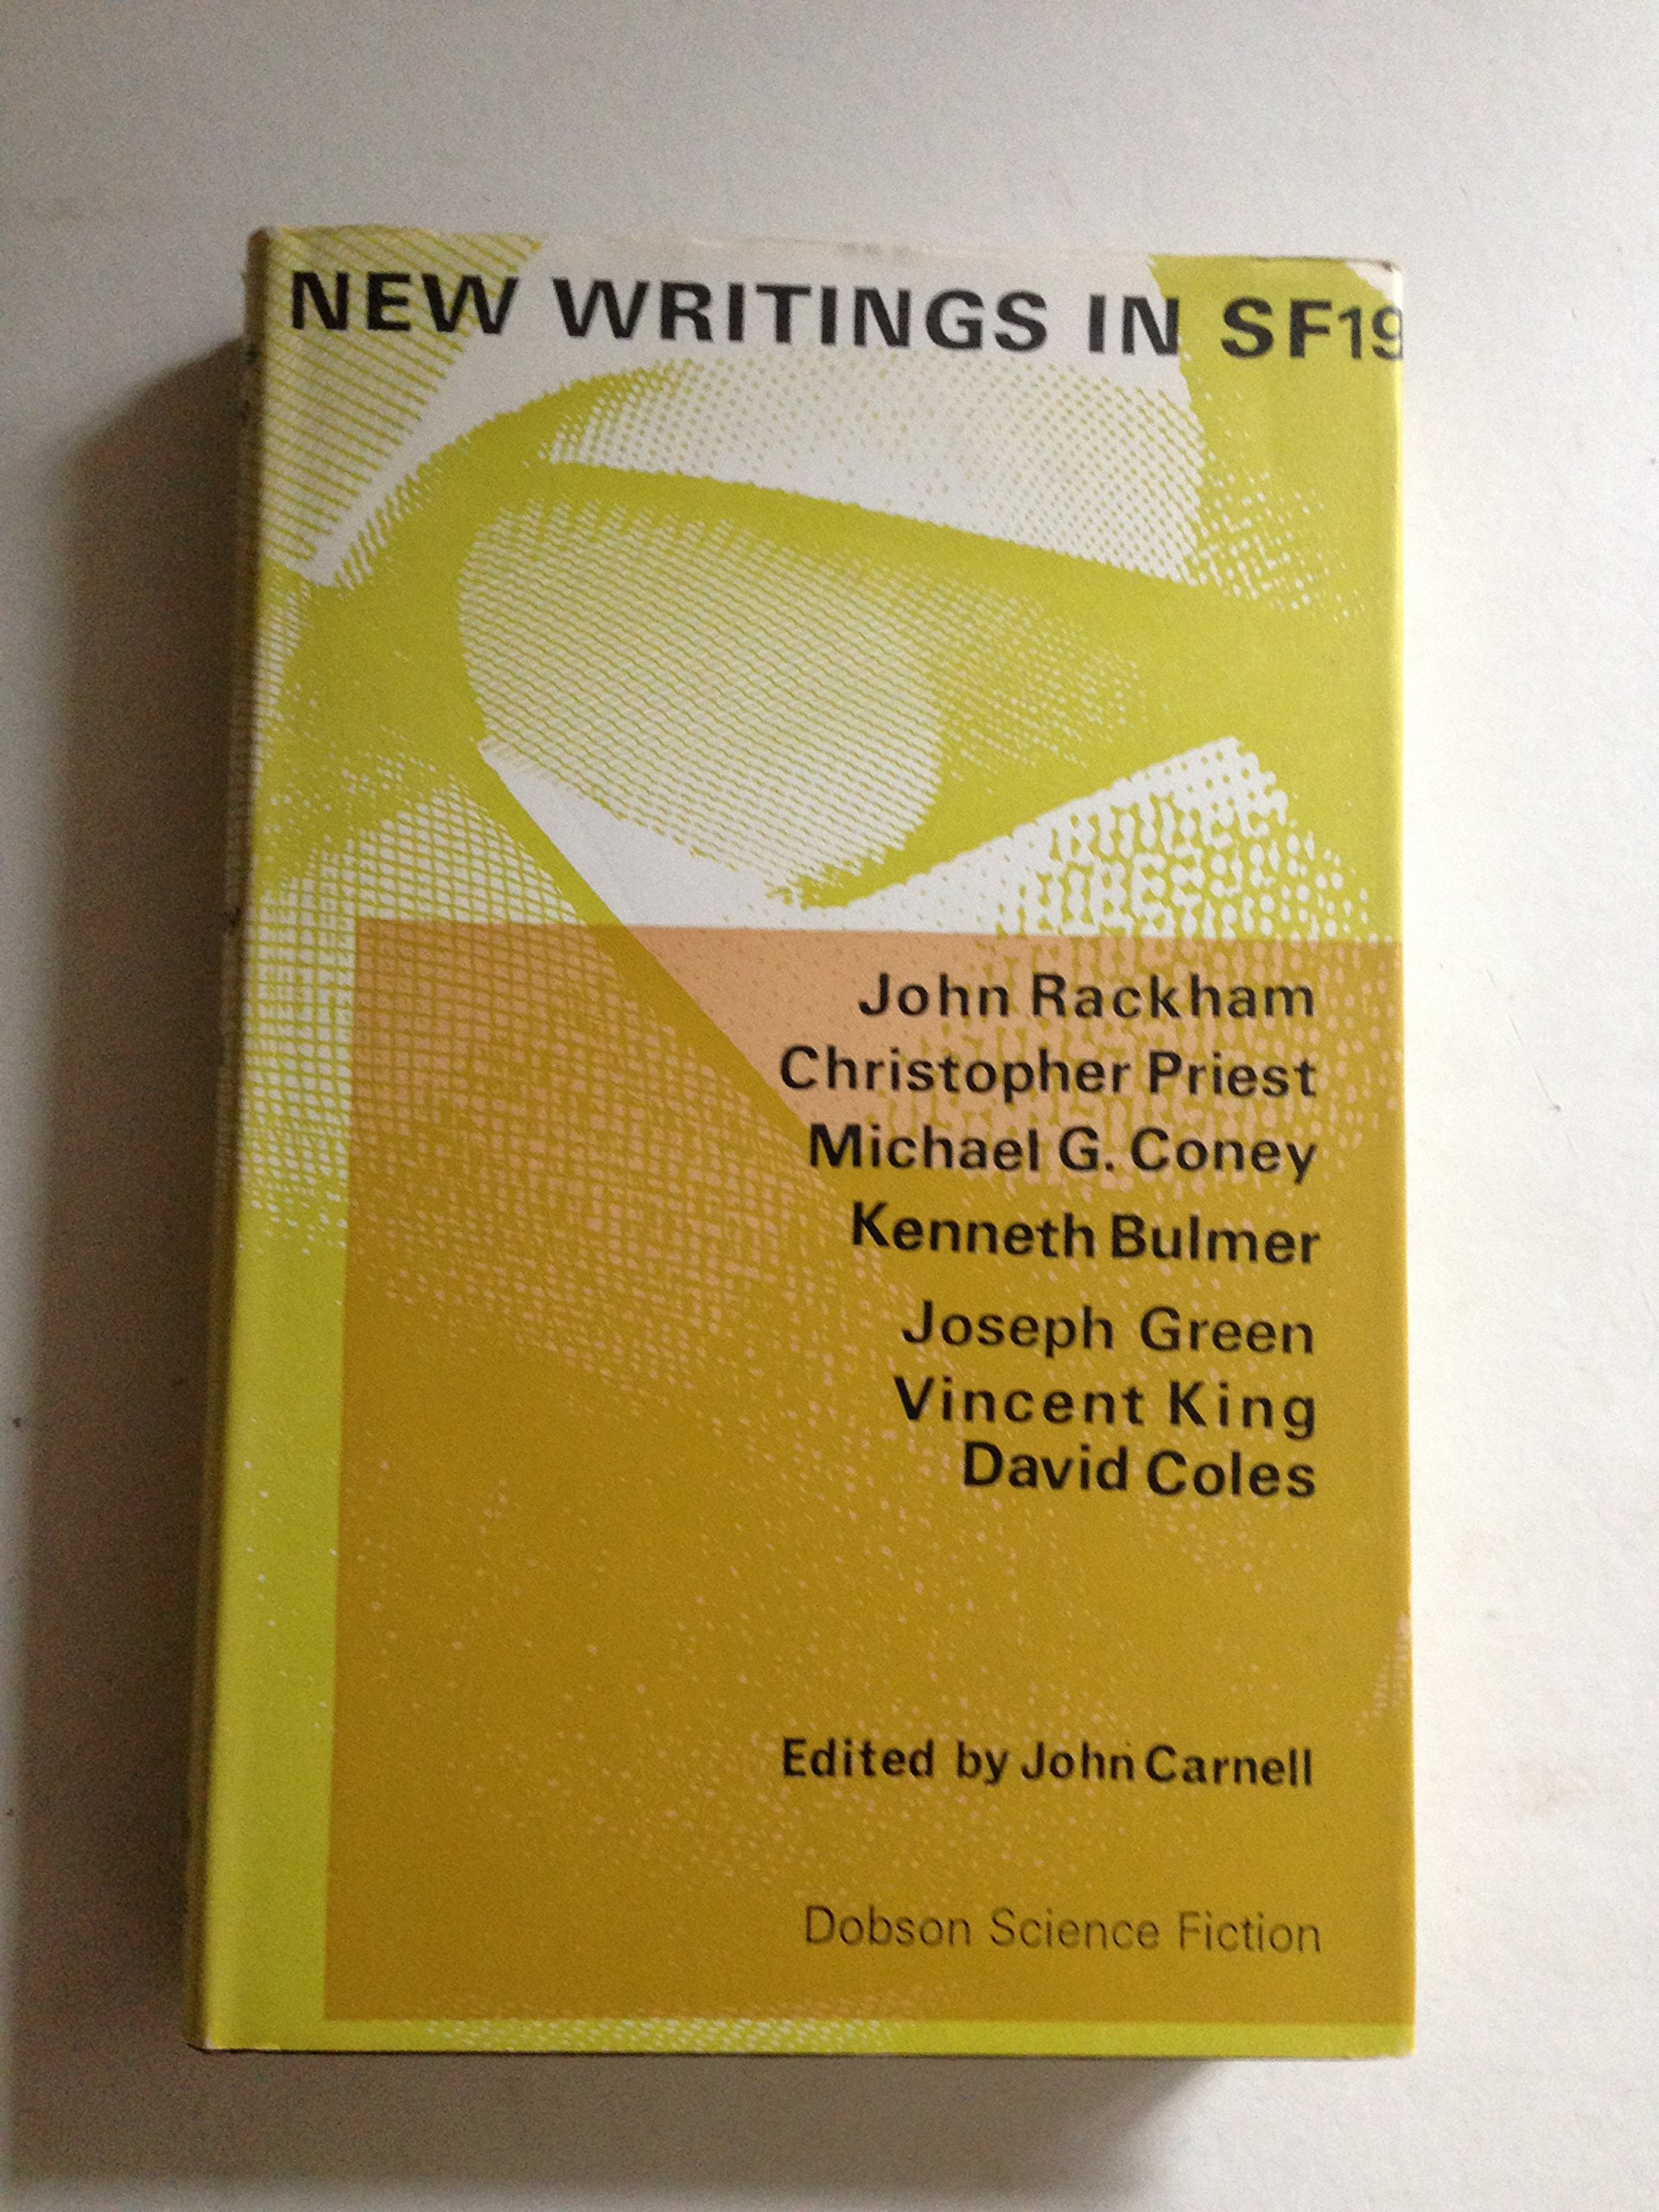 NEW WRITINGS IN SF19
John Rackham
Christopher Priest
Michael G. Coney
Kenneth Bulmer
Joseph Green
Vincent King
David Coles
Edited by John Carnell
Dobson Science Fiction